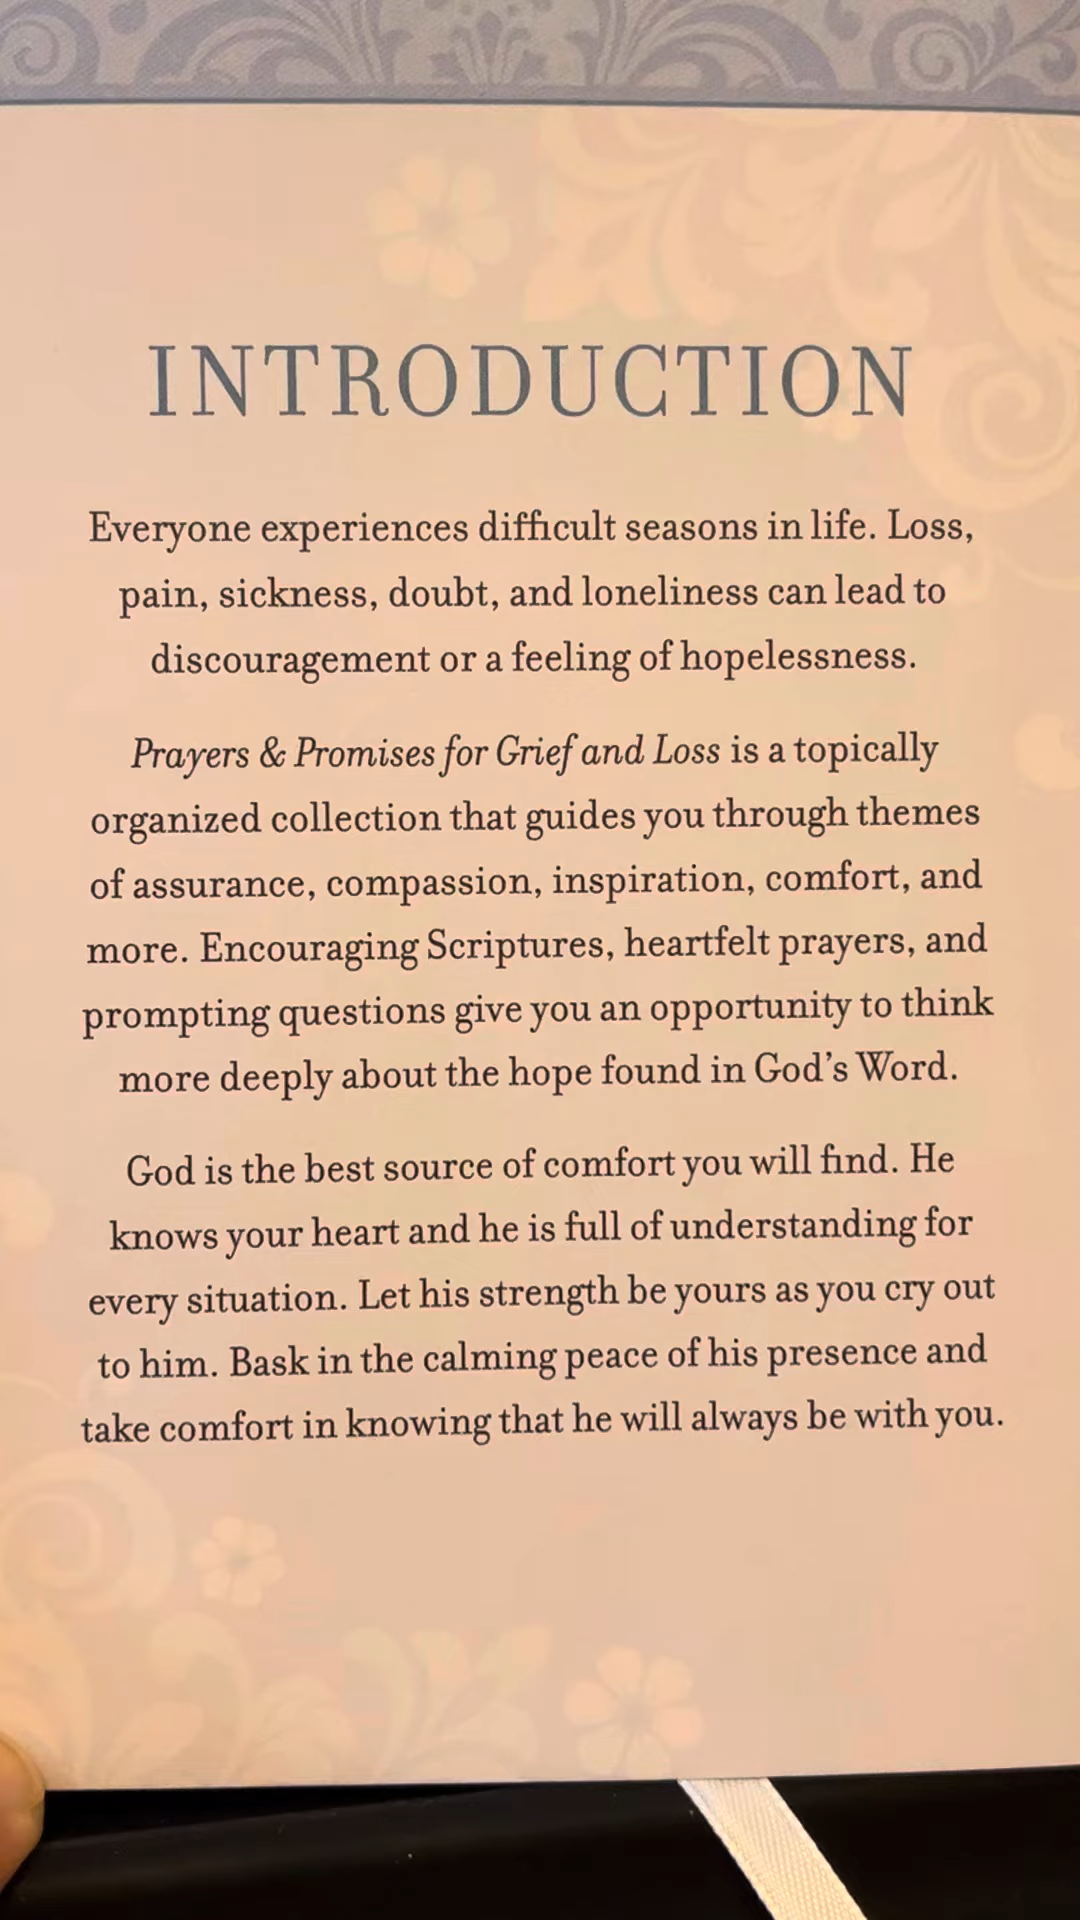 INTRODUCTION
Everyone experiences difficult seasons in life. Loss,
pain, sickness, doubt, and loneliness can lead to
discouragement or a feeling of hopelessness.
Prayers & Promises for Grief and Loss is a topically
organized collection that guides you through themes
of assurance, compassion, inspiration, comfort, and
more. Encouraging Scriptures, heartfelt prayers, and
prompting questions give you an opportunity to think
more deeply about the hope found in God's Word.
God is the best source of comfort you will find. He
knows your heart and he is full of understanding for
every situation. Let his strength be yours as you cry out
to him. Bask in the calming peace of his presence and
take comfort in knowing that he will always be with you.